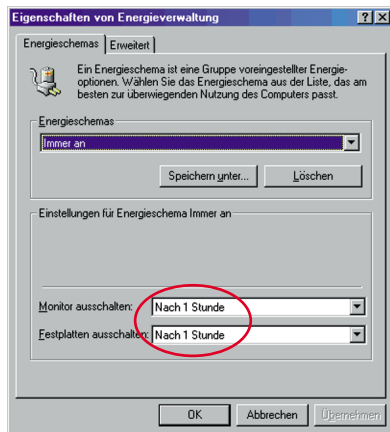 Eigenschaften von Energieverwaltung
Energieschemas
Erweitert
Ein Energieschema ist eine Gruppe voreingestellter Energie-
optionen. Wählen Sie das Energieschema aus der Liste, das am
besten zur überwiegenden Nutzung des Computers passt.
Energieschemas
Immer an
Speichern unter...
Löschen
Einstellungen für Energieschema Immer an
Monitor ausschalten:
Nach 1 Stunde
Festplatten ausschalten:
Nach 1 Stunde
OK
Abbrechen
Übernehmen